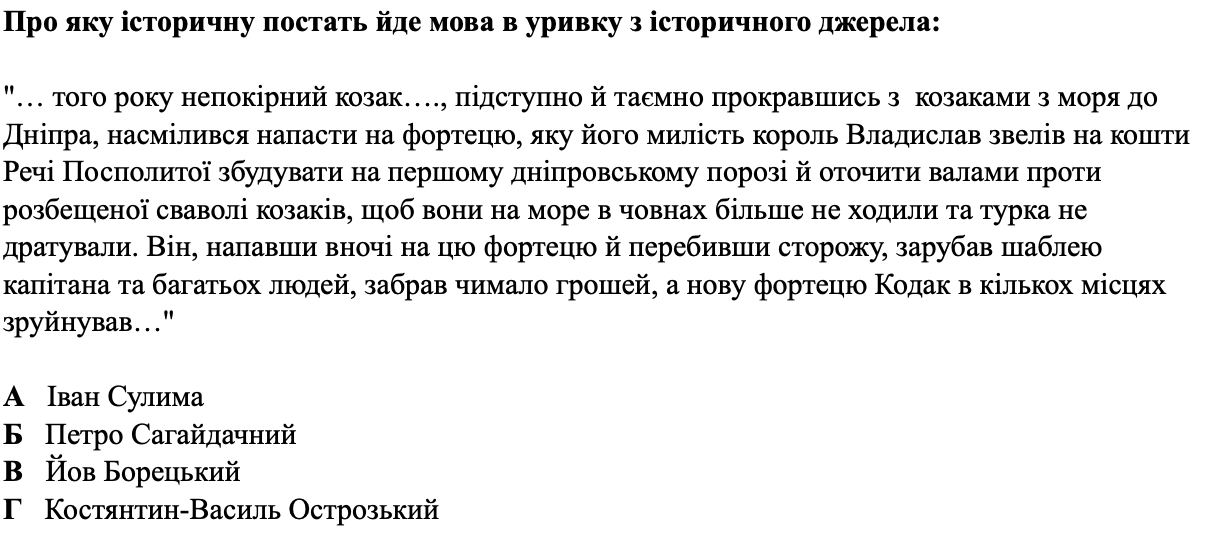 Про яку історичну постать йде мова в уривку з історичного джерела:
"… того року непокірний козак…., підступно й таємно прокравшись з козаками з моря до
Дніпра, насмілився напасти на фортецю, яку його милість король Владислав звелів на кошти
Речі Посполитої збудувати на першому дніпровському порозі й оточити валами проти
розбещеної сваволі козаків, щоб вони на море в човнах більше не ходили та турка не
дратували. Він, напавши вночі на цю фортецю й перебивши сторожу, зарубав шаблею
капітана та багатьох людей, забрав чимало грошей, а нову фортецю Кодак в кількох місцях
зруйнував…"
А Іван Сулима
Б Петро Сагайдачний
В Йов Борецький
Г Костянтин-Василь Острозький